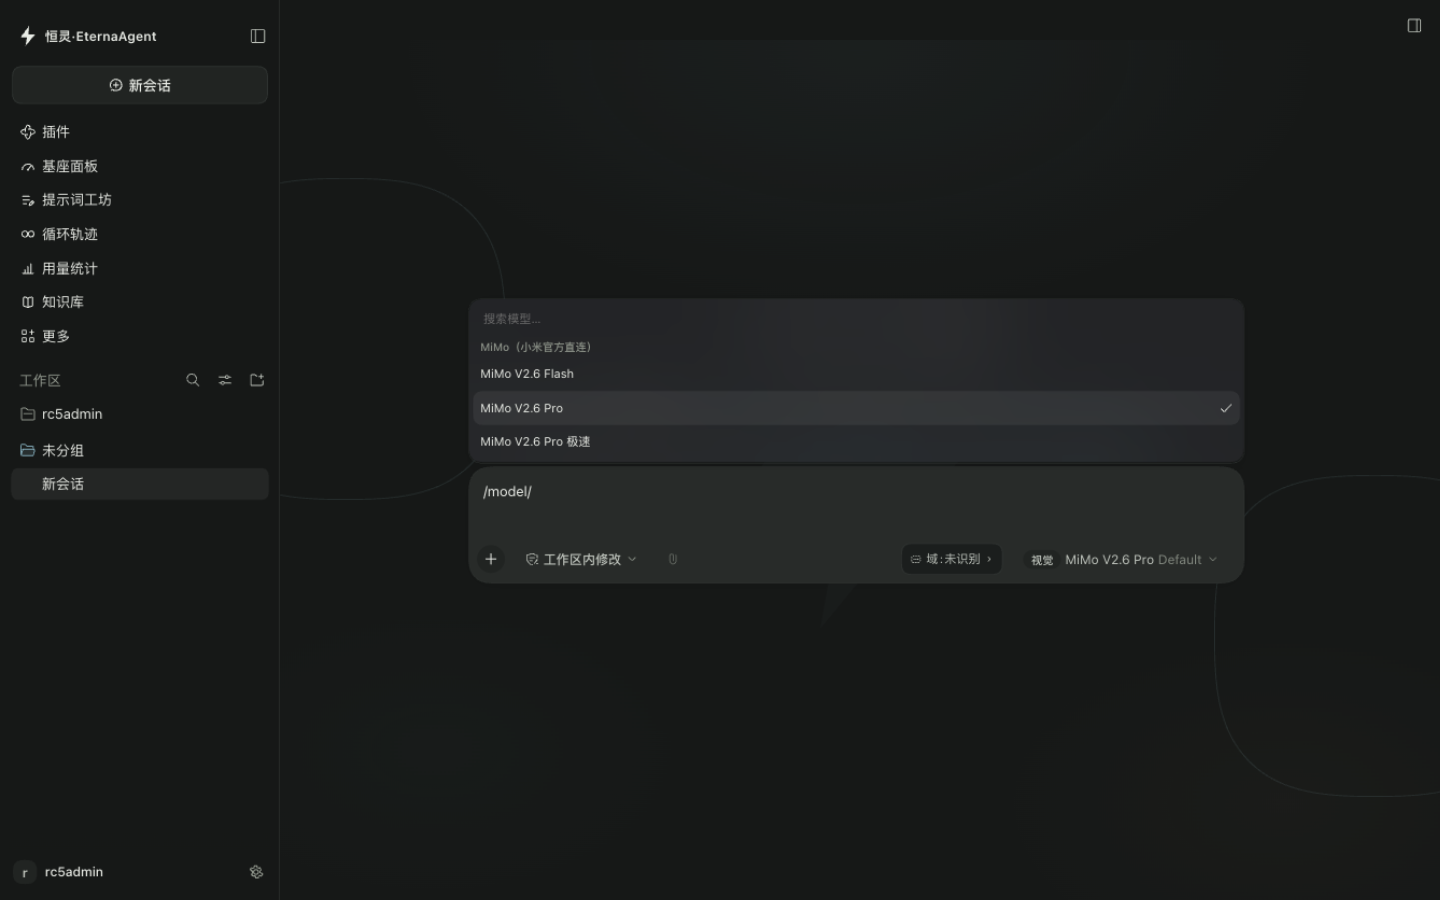 恒灵·EternaAgent
新会话
插件
基座面板
提示词工坊
循环轨迹
用量统计
知识库
更多
工作区
rc5admin
未分组
新会话
r rc5admin
搜索模型...
MiMo（小米官方直连）
MiMo V2.6 Flash
MiMo V2.6 Pro
MiMo V2.6 Pro 极速
/model/
工作区内修改 域:未识别 › 视觉 MiMo V2.6 Pro Default